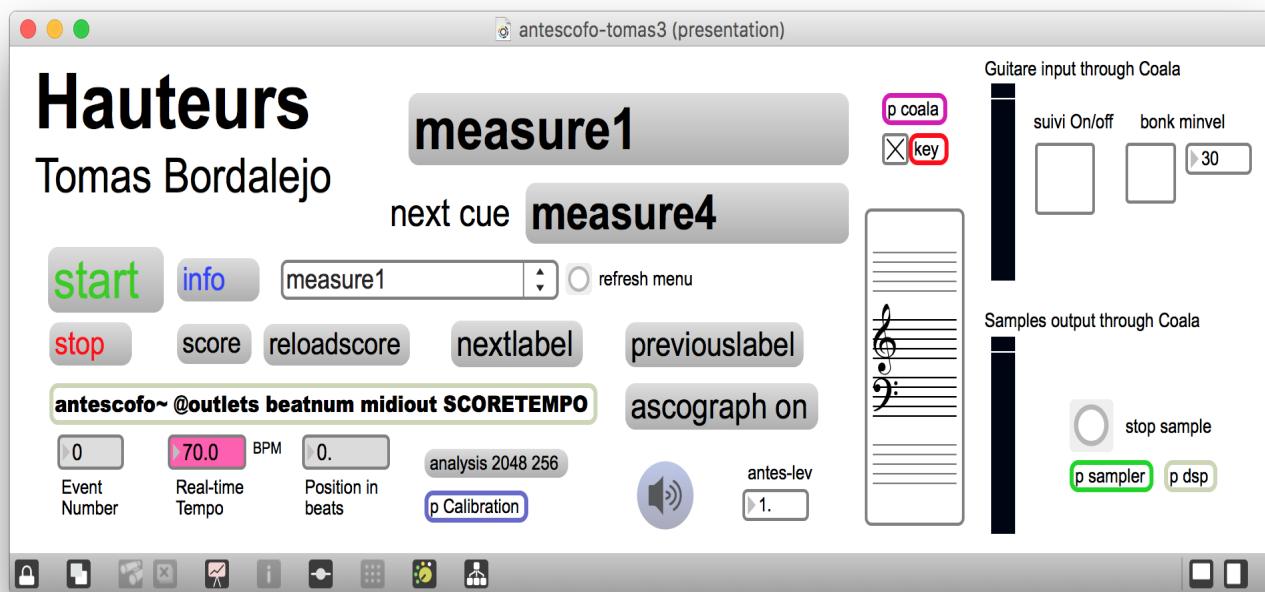 antescofo-tomas3 (presentation)
Hauteurs
Tomas Bordalejo
measure1
next cue
measure4
start
info
measure1
refresh menu
stop
score
reloadscore
nextlabel
previouslabel
antescofo~ @outlets beatnum midiout SCORETEMPO
ascograph on
0
70.0
BPM
0.
Event
Number
Real-time
Tempo
Position in
beats
analysis 2048 256
p Calibration
antes-lev
1.
p coala
key
Guitare input through Coala
suivi On/off
bonk minvel
30
Samples output through Coala
stop sample
p sampler
p dsp